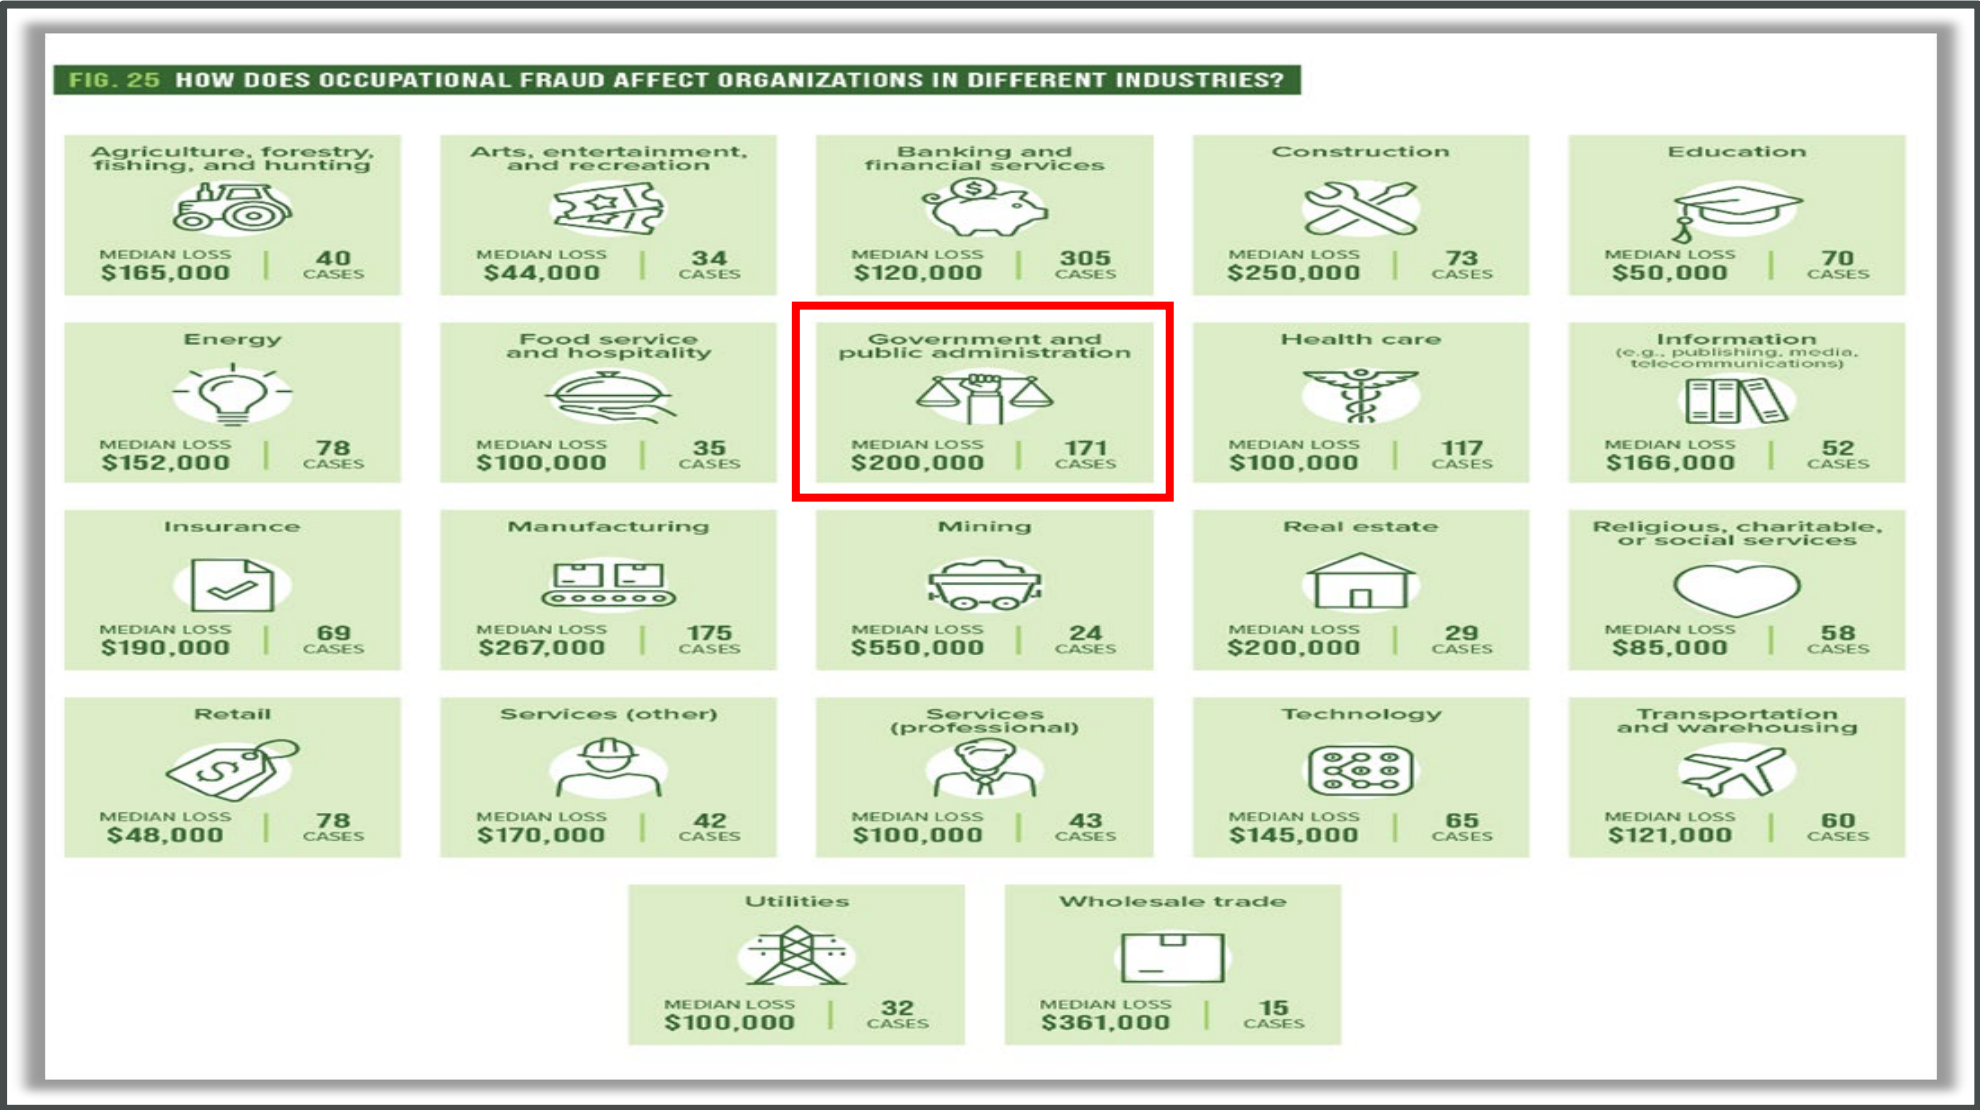 FIG. 25 HOW DOES OCCUPATIONAL FRAUD AFFECT ORGANIZATIONS IN DIFFERENT INDUSTRIES?
Agriculture, forestry,
fishing, and hunting
MEDIAN LOSS
$165,000
40
CASES
Arts, entertainment,
and recreation
MEDIAN LOSS
$44,000
34
CASES
Banking and
financial services
$
MEDIAN LOSS
$120,000
305
CASES
Construction
MEDIAN LOSS
$250,000
73
CASES
Education
MEDIAN LOSS
$50,000
70
CASES
Energy
MEDIAN LOSS
$152,000
78
CASES
Food service
and hospitality
MEDIAN LOSS
$100,000
35
CASES
Government and
public administration
MEDIAN LOSS
$200,000
171
CASES
Health care
MEDIAN LOSS
$100,000
117
CASES
Information
(e.g., publishing, media,
telecommunications)
MEDIAN LOSS
$166,000
52
CASES
Insurance
MEDIAN LOSS
$190,000
69
CASES
Manufacturing
MEDIAN LOSS
$267,000
175
CASES
Mining
MEDIAN LOSS
$550,000
24
CASES
Real estate
MEDIAN LOSS
$200,000
29
CASES
Religious, charitable,
or social services
MEDIAN LOSS
$85,000
58
CASES
Retail
$
MEDIAN LOSS
$48,000
78
CASES
Services (other)
MEDIAN LOSS
$170,000
42
CASES
Services
(professional)
MEDIAN LOSS
$100,000
43
CASES
Technology
MEDIAN LOSS
$145,000
65
CASES
Transportation
and warehousing
MEDIAN LOSS
$121,000
60
CASES
Utilities
MEDIAN LOSS
$100,000
32
CASES
Wholesale trade
MEDIAN LOSS
$361,000
15
CASES